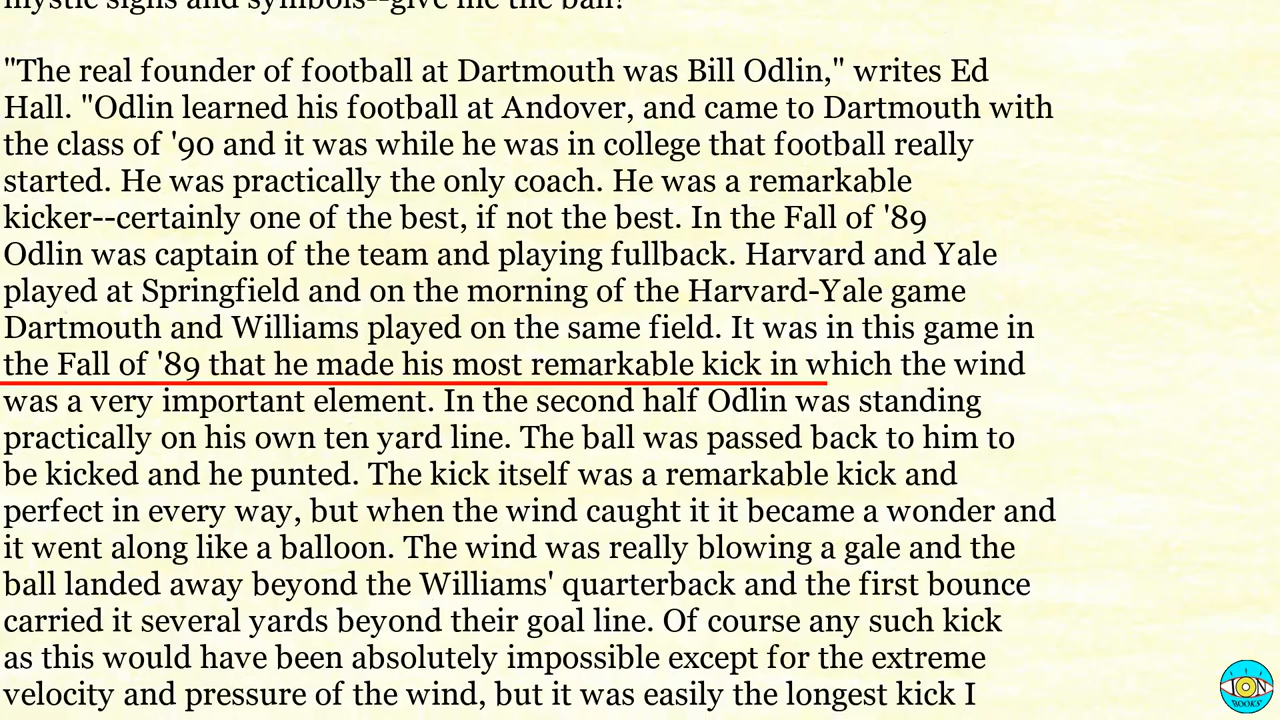 mystic signs and symbols--give me the ball!
"The real founder of football at Dartmouth was Bill Odlin," writes Ed
Hall. "Odlin learned his football at Andover, and came to Dartmouth with
the class of '90 and it was while he was in college that football really
started. He was practically the only coach. He was a remarkable
kicker--certainly one of the best, if not the best. In the Fall of '89
Odlin was captain of the team and playing fullback. Harvard and Yale
played at Springfield and on the morning of the Harvard-Yale game
Dartmouth and Williams played on the same field. It was in this game in
the Fall of '89 that he made his most remarkable kick in which the wind
was a very important element. In the second half Odlin was standing
practically on his own ten yard line. The ball was passed back to him to
be kicked and he punted. The kick itself was a remarkable kick and
perfect in every way, but when the wind caught it it became a wonder and
it went along like a balloon. The wind was really blowing a gale and the
ball landed away beyond the Williams' quarterback and the first bounce
carried it several yards beyond their goal line. Of course any such kick
as this would have been absolutely impossible except for the extreme
velocity and pressure of the wind, but it was easily the longest kick I
ION
BOOKS